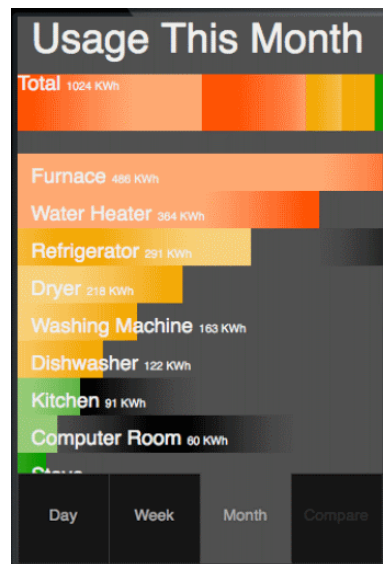 Usage This Month
Total 1024 KWh
Furnace 486 KWh
Water Heater 364 KWh
Refrigerator 291 KWh
Dryer 218 KWh
Washing Machine 163 KWh
Dishwasher 122 KWh
Kitchen 91 KWh
Computer Room 60 KWh
Day Week Month Compare